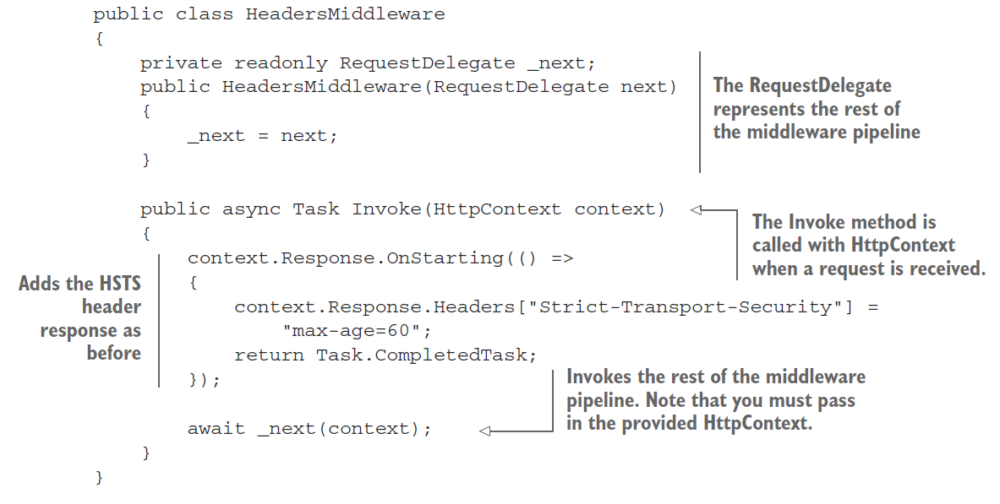 public class HeadersMiddleware
{
private readonly RequestDelegate _next;
public HeadersMiddleware(RequestDelegate next)
{
_next = next;
}
The RequestDelegate
represents the rest of
the middleware pipeline
public async Task Invoke(HttpContext context)
{
The Invoke method is
called with HttpContext
when a request is received.
context.Response.OnStarting(() =>
{
context.Response.Headers["Strict-Transport-Security"] =
"max-age=60";
return Task.CompletedTask;
});
Adds the HSTS
header
response as
before
await _next(context);
Invokes the rest of the middleware
pipeline. Note that you must pass
in the provided HttpContext.
}
}